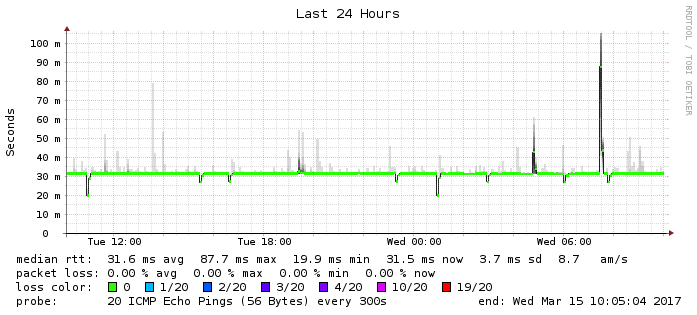 Last 24 Hours
RRDTOOL / TOBI OETIKER
Seconds
100 m
90 m
80 m
70 m
60 m
50 m
40 m
30 m
20 m
10 m
0
Tue 12:00 Tue 18:00 Wed 00:00 Wed 06:00
median rtt: 31.6 ms avg 87.7 ms max 19.9 ms min 31.5 ms now 3.7 ms sd 8.7 am/s
packet loss: 0.00 % avg 0.00 % max 0.00 % min 0.00 % now
loss color: 0 1/20 2/20 3/20 4/20 10/20 19/20
probe: 20 ICMP Echo Pings (56 Bytes) every 300s end: Wed Mar 15 10:05:04 2017